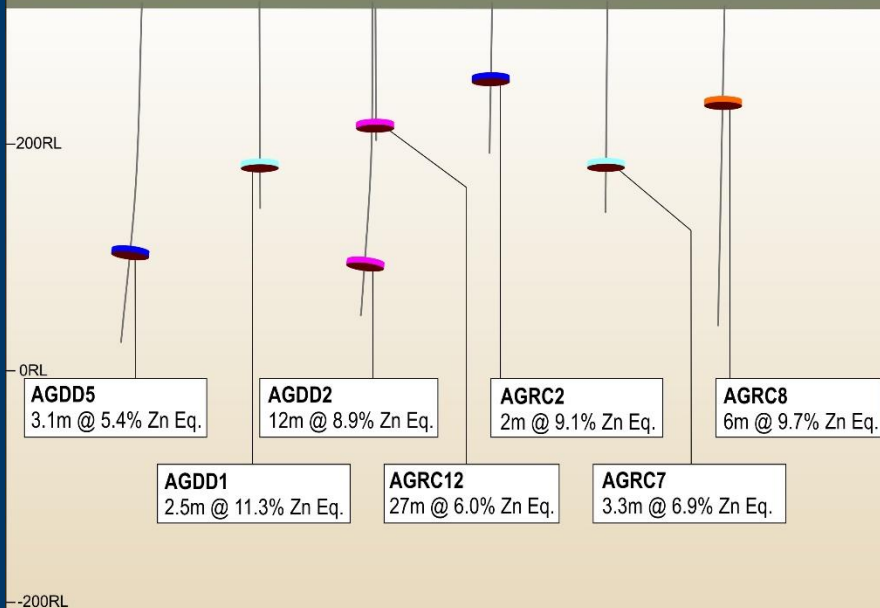 200RL
0RL
AGDD5
3.1m @ 5.4% Zn Eq.
AGDD2
12m @ 8.9% Zn Eq.
AGRC2
2m @ 9.1% Zn Eq.
AGRC8
6m @ 9.7% Zn Eq.
AGDD1
2.5m @ 11.3% Zn Eq.
AGRC12
27m @ 6.0% Zn Eq.
AGRC7
3.3m @ 6.9% Zn Eq.
-200RL